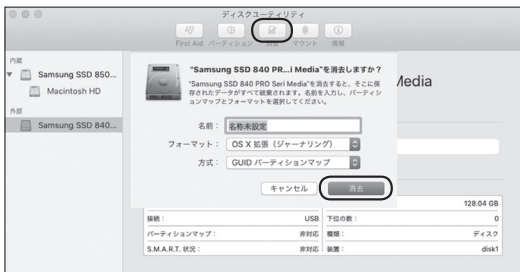 ディスクユーティリティ
First Aid パーティション 消去 マウント 情報
内蔵
Samsung SSD 850...
Macintosh HD
外部
Samsung SSD 840...
"Samsung SSD 840 PR...i Media"を消去しますか？
"Samsung SSD 840 PRO Seri Media"を消去すると、そこに保
存されたデータがすべて破棄されます。名前を入力し、パーティシ
ョンマップとフォーマットを選択してください。
Media
名前： 名称未設定
フォーマット： OS X 拡張（ジャーナリング）
方式： GUID パーティションマップ
キャンセル 消去
128.04 GB
接続： USB 下位の数： 0
パーティションマップ： 非対応 種類： ディスク
S.M.A.R.T. 状況： 非対応 装置： disk1